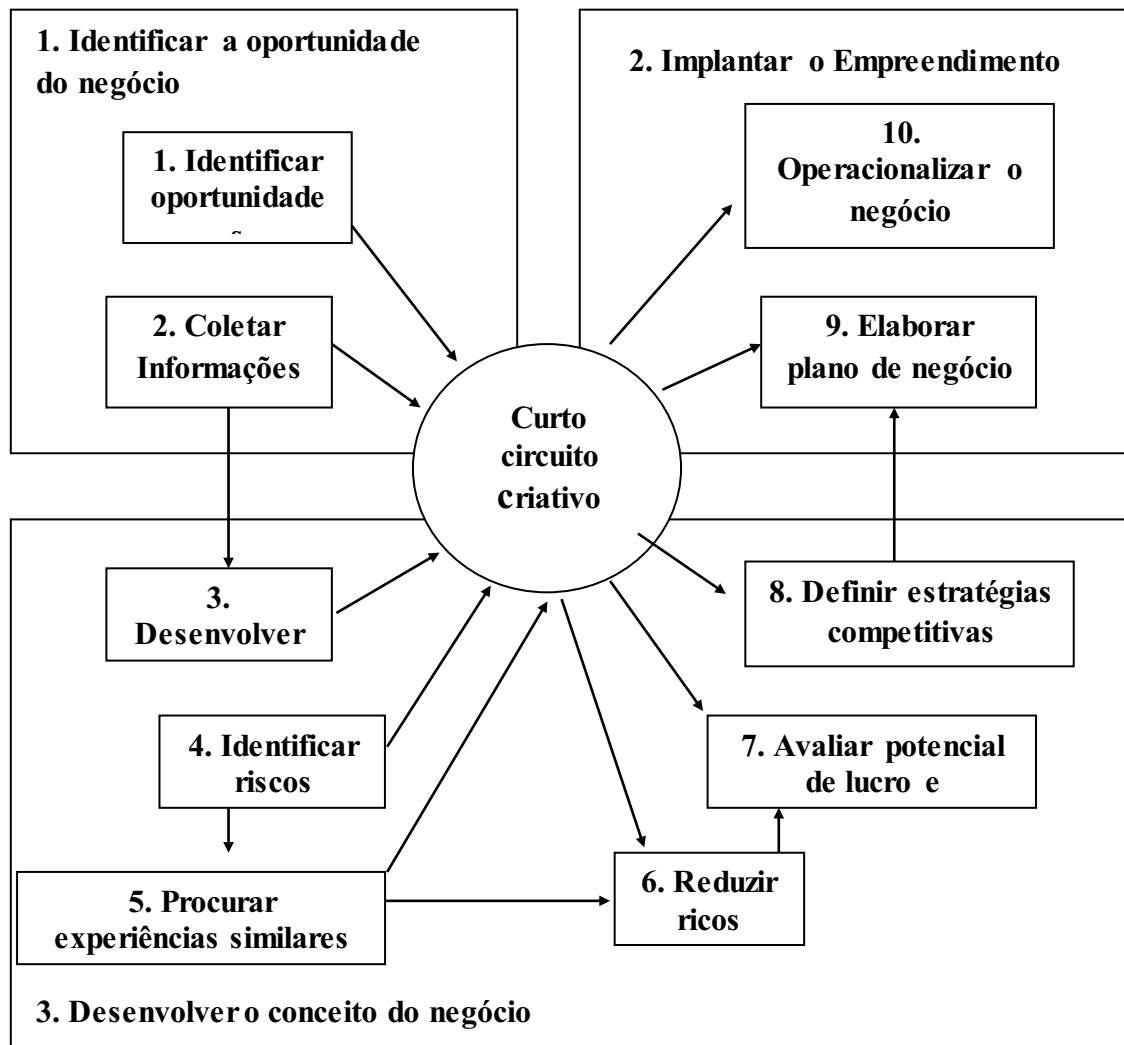 1. Identificar a oportunidade
do negócio
1. Identificar
oportunidade
s
2. Coletar
Informações
2. Implantar o Empreendimento
10.
Operacionalizar o
negócio
9. Elaborar
plano de negócio
Curto
circuito
criativo
3.
Desenvolver
8. Definir estratégias
competitivas
4. Identificar
riscos
7. Avaliar potencial
de lucro e
5. Procurar
experiências similares
6. Reduzir
ricos
3. Desenvolver o conceito do negócio